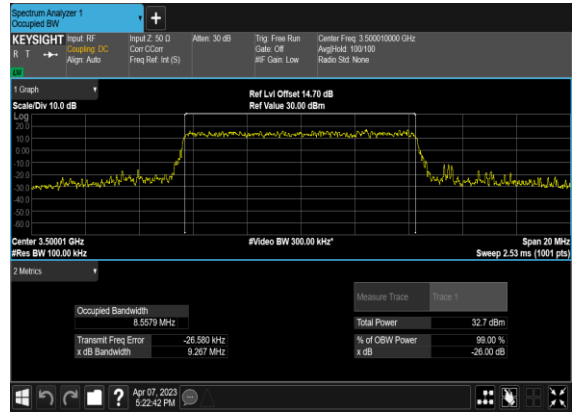 Spectrum Analyzer 1
Occupied BW
+
KEYSIGHT Input: RF Input Z: 50 Ω Atten: 30 dB Trig: Free Run Center Freq: 3.500010000 GHz
R T Coupling: DC Corr CCorr Gate: Off Avg|Hold: 100/100
Align: Auto Freq Ref: Int (S) #IF Gain: Low Radio Std: None
1 Graph
Ref Lvl Offset 14.70 dB
Scale/Div 10.0 dB Ref Value 30.00 dBm
Log
20.0
10.0
0.00
-10.0
-20.0
-30.0
-40.0
-50.0
-60.0
Center 3.50001 GHz #Video BW 300.00 kHz* Span 20 MHz
#Res BW 100.00 kHz Sweep 2.53 ms (1001 pts)
2 Metrics
Measure Trace Trace 1
Occupied Bandwidth
8.5579 MHz Total Power 32.7 dBm
Transmit Freq Error -26.580 kHz % of OBW Power 99.00 %
x dB Bandwidth 9.267 MHz x dB -26.00 dB
? Apr 07, 2023
5:22:42 PM